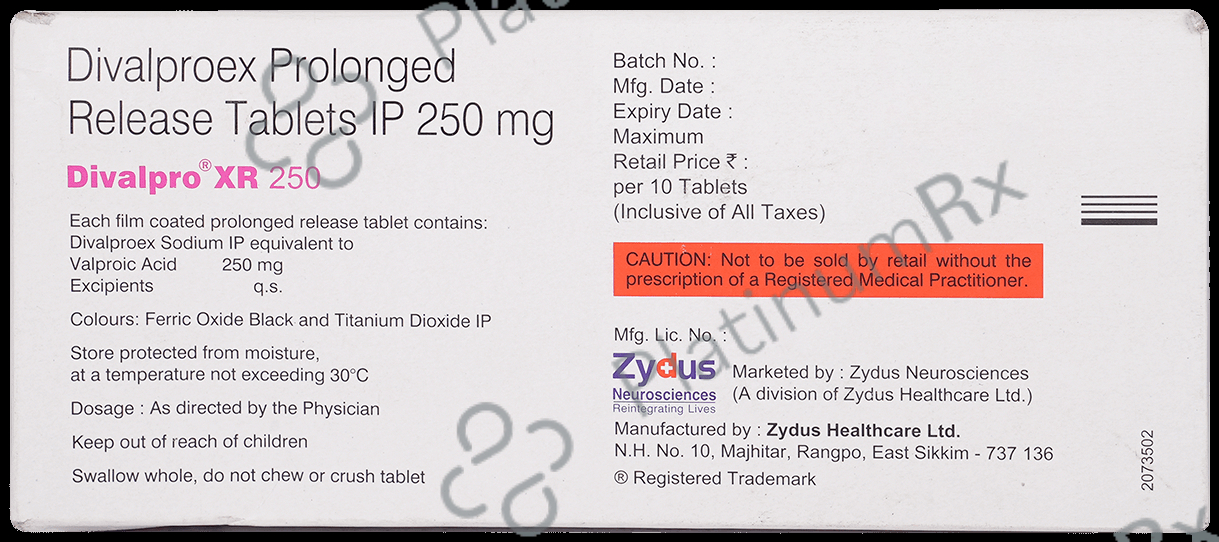 Divalproex Prolonged
Release Tablets IP 250 mg
Divalpro® XR 250
Each film coated prolonged release tablet contains:
Divalproex Sodium IP equivalent to
Valproic Acid 250 mg
Excipients q.s.
Colours: Ferric Oxide Black and Titanium Dioxide IP
Store protected from moisture,
at a temperature not exceeding 30°C
Dosage : As directed by the Physician
Keep out of reach of children
Swallow whole, do not chew or crush tablet
Batch No. :
Mfg. Date :
Expiry Date :
Maximum
Retail Price ₹ :
per 10 Tablets
(Inclusive of All Taxes)
CAUTION: Not to be sold by retail without the
prescription of a Registered Medical Practitioner.
Mfg. Lic. No. :
Zydus
Neurosciences
Reintegrating Lives
Marketed by : Zydus Neurosciences
(A division of Zydus Healthcare Ltd.)
Manufactured by : Zydus Healthcare Ltd.
N.H. No. 10, Majhitar, Rangpo, East Sikkim - 737 136
® Registered Trademark
2073502
PlatinumRx
Plat
Rx